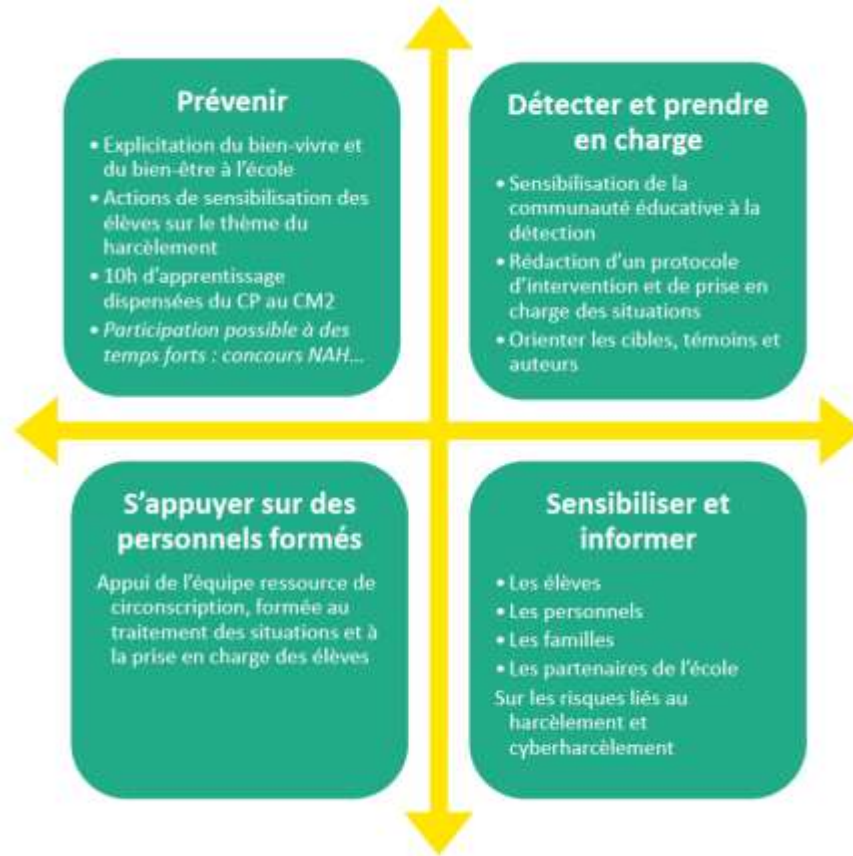 Prévenir
• Explicitation du bien-vivre et
du bien-être à l'école
• Actions de sensibilisation des
élèves sur le thème du
harcèlement
• 10h d'apprentissage
dispensées du CP au CM2
• Participation possible à des
temps forts : concours NAH...
Détecter et prendre
en charge
• Sensibilisation de la
communauté éducative à la
détection
• Rédaction d'un protocole
d'intervention et de prise en
charge des situations
• Orienter les cibles, témoins et
auteurs
S'appuyer sur des
personnels formés
Appui de l'équipe ressource de
circonscription, formée au
traitement des situations et à
la prise en charge des élèves
Sensibiliser et
informer
• Les élèves
• Les personnels
• Les familles
• Les partenaires de l'école
Sur les risques liés au
harcèlement et
cyberharcèlement